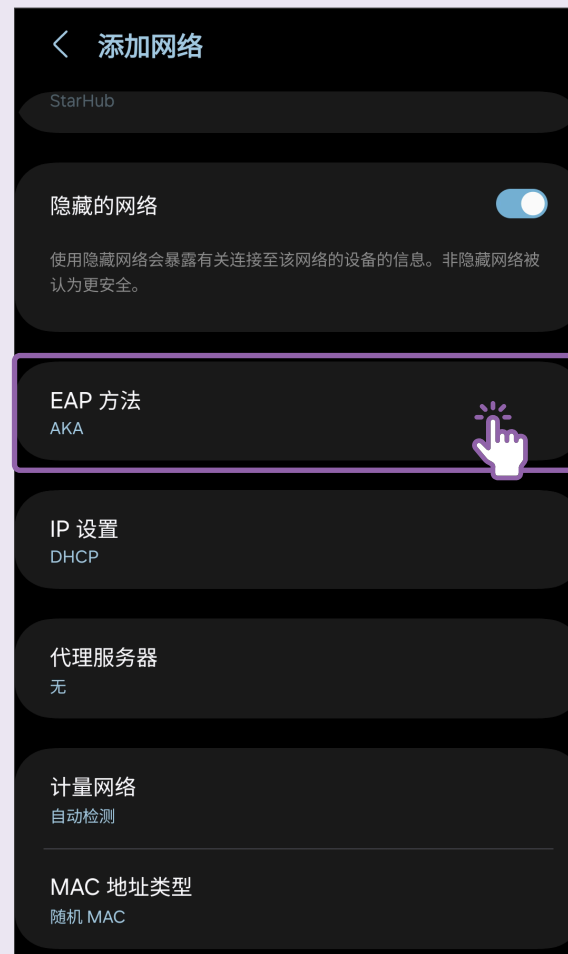 添加网络
StarHub
隐藏的网络
使用隐藏网络会暴露有关连接至该网络的设备的信息。非隐藏网络被
认为更安全。
EAP 方法
AKA
IP 设置
DHCP
代理服务器
无
计量网络
自动检测
MAC 地址类型
随机 MAC